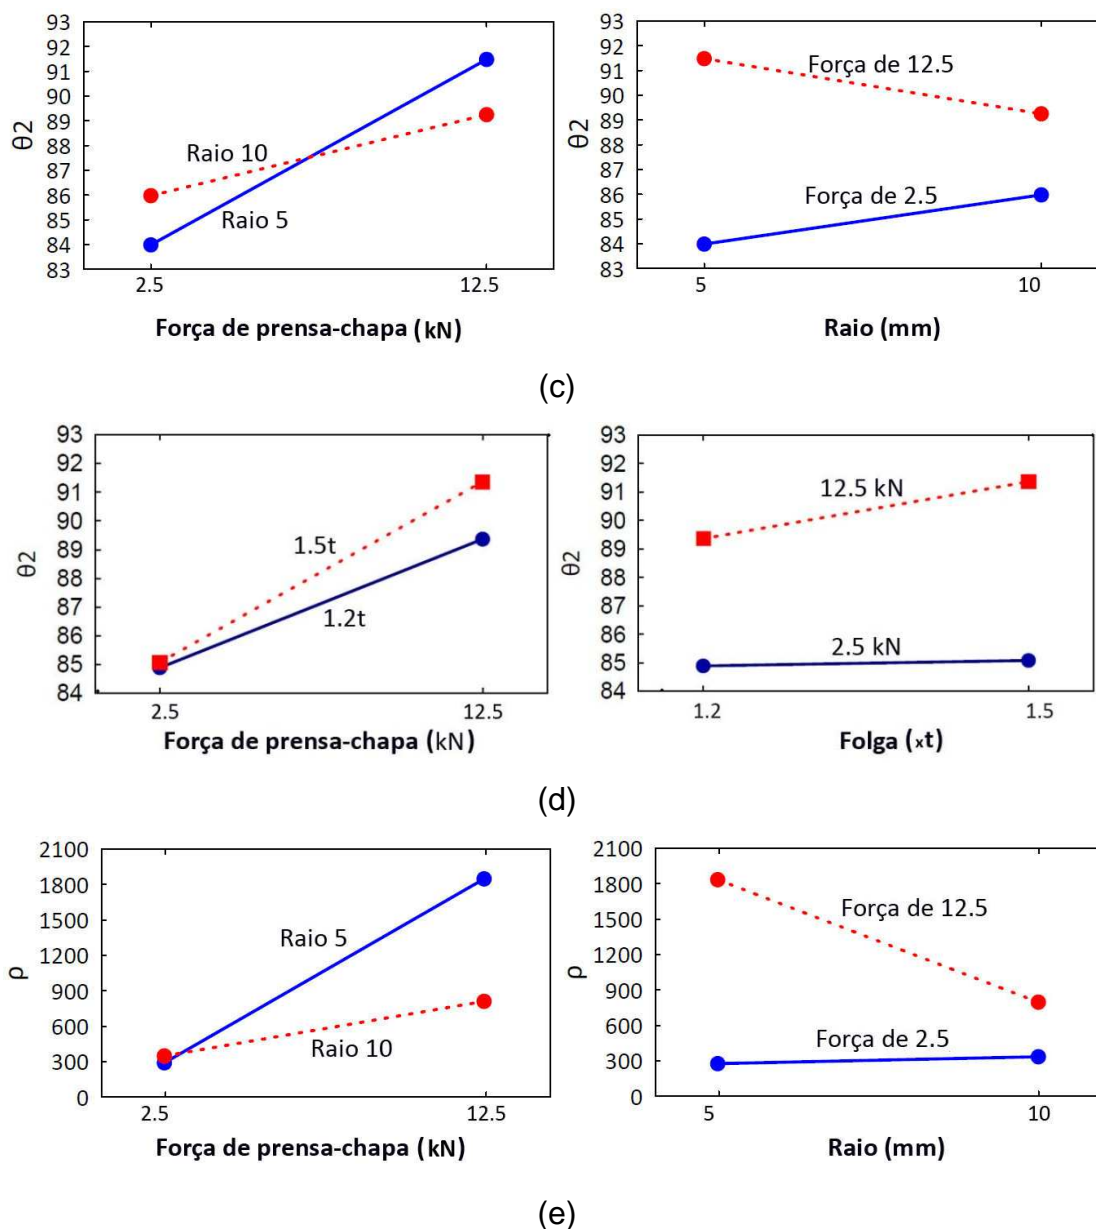 93
92
91
90
89
88
87
86
85
84
83
θ2
Raio 10
Raio 5
2.5
12.5
Força de prensa-chapa (kN)
93
92
91
90
89
88
87
86
85
84
83
θ2
Força de 12.5
Força de 2.5
5
10
Raio (mm)
(c)
93
92
91
90
89
88
87
86
85
84
θ2
1.5t
1.2t
2.5
12.5
Força de prensa-chapa (kN)
93
92
91
90
89
88
87
86
85
84
θ2
12.5 kN
2.5 kN
1.2
1.5
Folga (xt)
(d)
2100
1800
1500
1200
900
600
300
0
ρ
Raio 5
Raio 10
2.5
12.5
Força de prensa-chapa (kN)
2100
1800
1500
1200
900
600
300
0
ρ
Força de 12.5
Força de 2.5
5
10
Raio (mm)
(e)